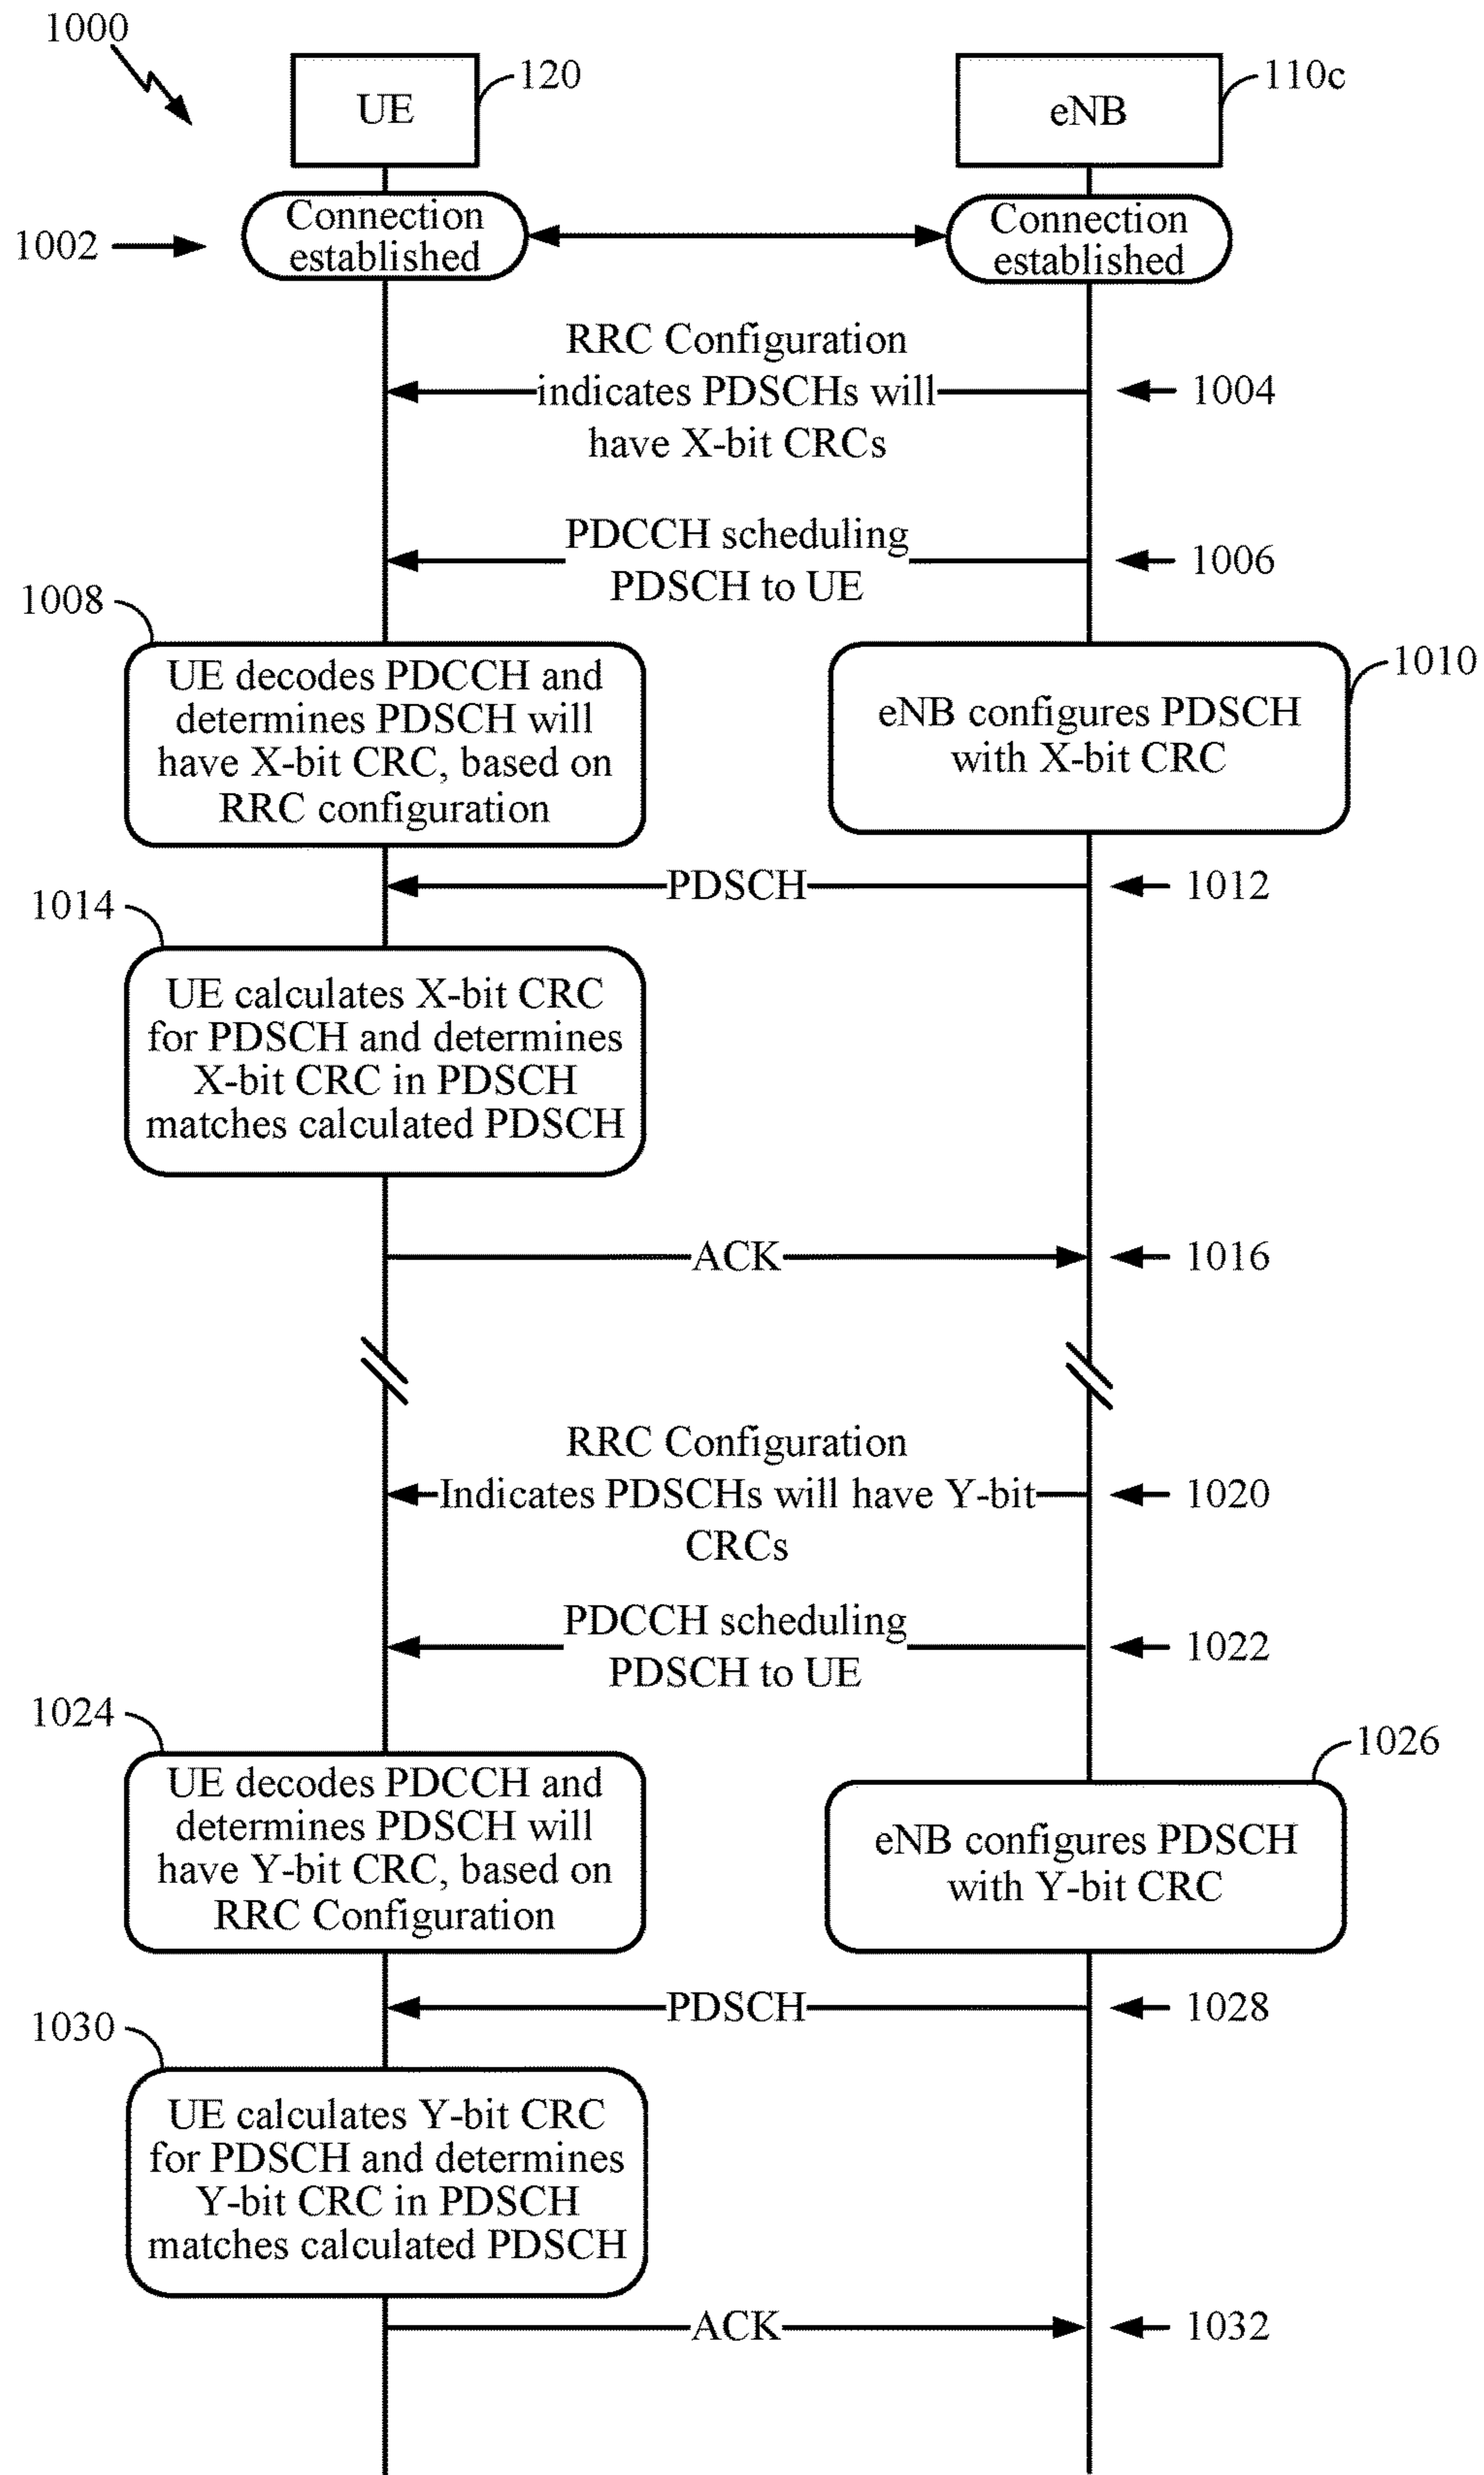 1000
UE
120
eNB
110c
1002
Connection
established
Connection
established
RRC Configuration
indicates PDSCHs will
have X-bit CRCs
1004
PDCCH scheduling
PDSCH to UE
1006
1008
UE decodes PDCCH and
determines PDSCH will
have X-bit CRC, based on
RRC configuration
1010
eNB configures PDSCH
with X-bit CRC
PDSCH
1012
1014
UE calculates X-bit CRC
for PDSCH and determines
X-bit CRC in PDSCH
matches calculated PDSCH
ACK
1016
RRC Configuration
Indicates PDSCHs will have Y-bit
CRCs
1020
PDCCH scheduling
PDSCH to UE
1022
1024
UE decodes PDCCH and
determines PDSCH will
have Y-bit CRC, based on
RRC Configuration
1026
eNB configures PDSCH
with Y-bit CRC
PDSCH
1028
1030
UE calculates Y-bit CRC
for PDSCH and determines
Y-bit CRC in PDSCH
matches calculated PDSCH
ACK
1032